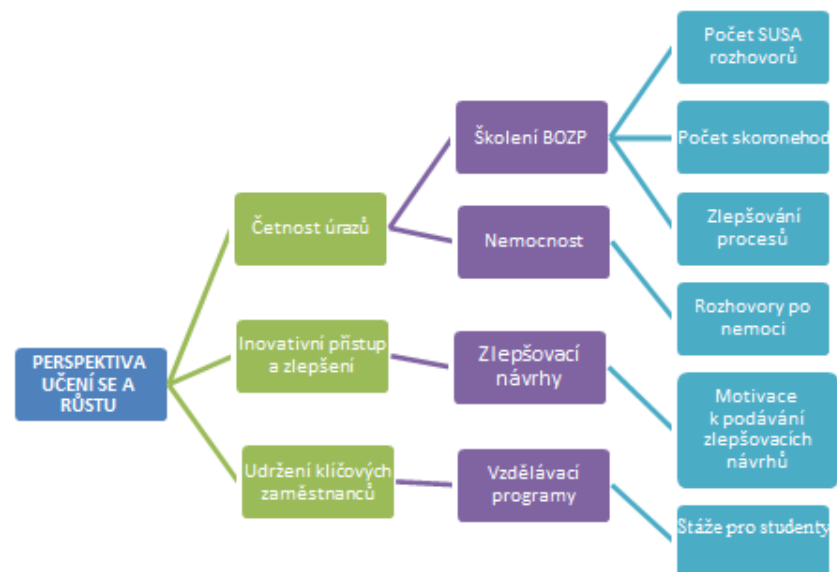 PERSPEKTIVA
UČENÍ SE A
RŮSTU
Četnost úrazů
Inovativní přístup
a zlepšení
Udržení klíčových
zaměstnanců
Školení BOZP
Nemocnost
Zlepšovací
návrhy
Vzdělávací
programy
Počet SUSA
rozhovorů
Počet skoronehod
Zlepšování
procesů
Rozhovory po
nemoci
Motivace
k podávání
zlepšovacích
návrhů
Stáže pro studenty